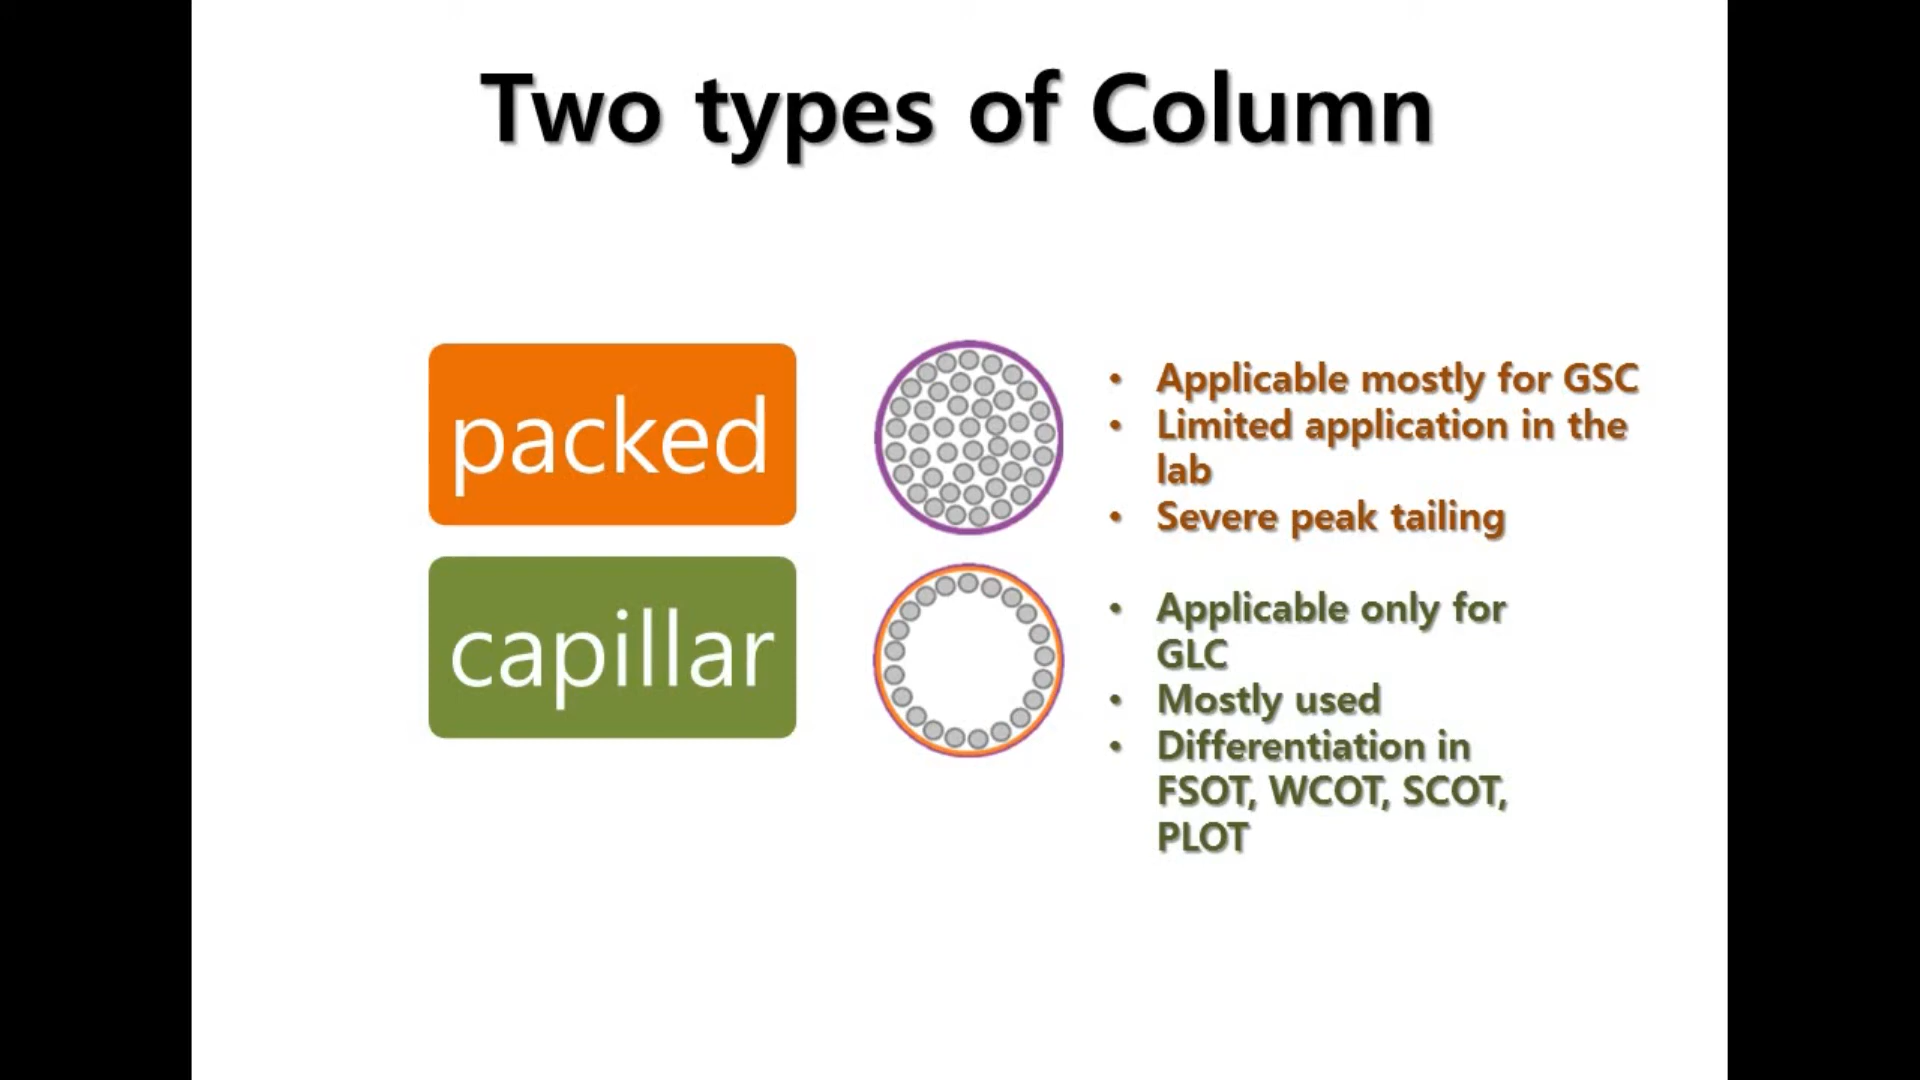 Two types of Column
packed
• Applicable mostly for GSC
• Limited application in the
lab
• Severe peak tailing
capillar
• Applicable only for
GLC
• Mostly used
• Differentiation in
FSOT, WCOT, SCOT,
PLOT